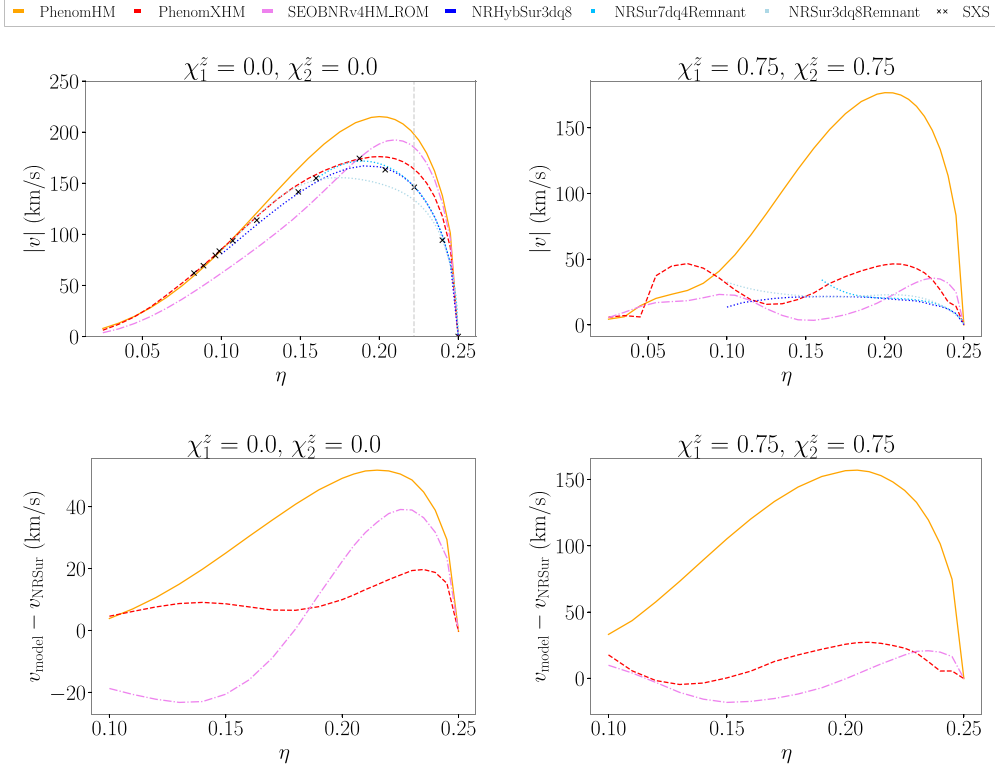 PhenomHM PhenomXHM SEOBNRv4HM_ROM NRHybSur3dq8 NRSur7dq4Remnant NRSur3dq8Remnant SXS
χ₁ᶻ = 0.0, χ₂ᶻ = 0.0
250
200
150
100
50
0
|v| (km/s)
0.05 0.10 0.15 0.20 0.25
η
χ₁ᶻ = 0.75, χ₂ᶻ = 0.75
150
100
50
0
|v| (km/s)
0.05 0.10 0.15 0.20 0.25
η
χ₁ᶻ = 0.0, χ₂ᶻ = 0.0
40
20
0
−20
v_model − v_NRSur (km/s)
0.10 0.15 0.20 0.25
η
χ₁ᶻ = 0.75, χ₂ᶻ = 0.75
150
100
50
0
v_model − v_NRSur (km/s)
0.10 0.15 0.20 0.25
η